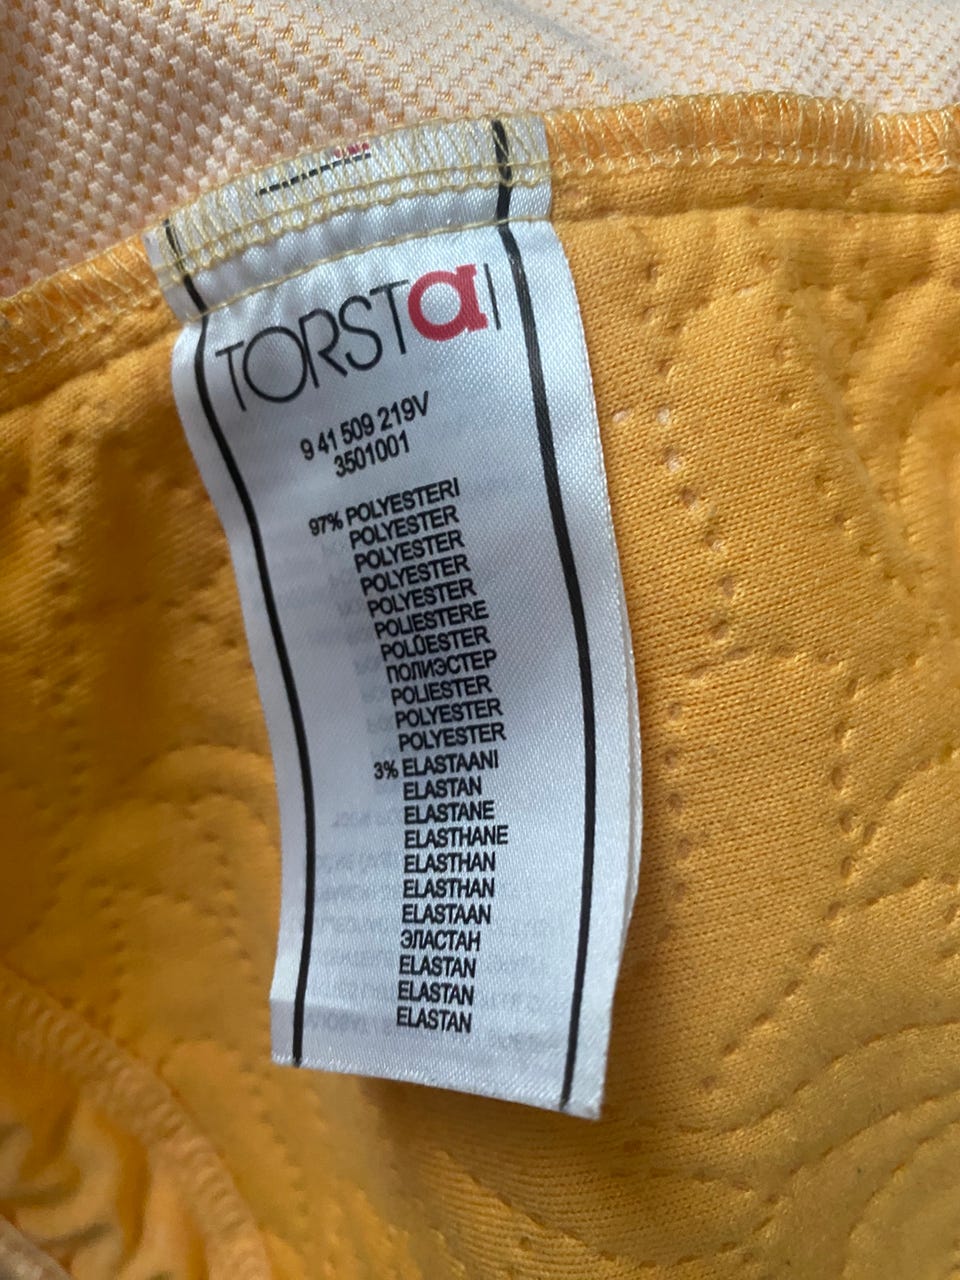 TORSTaI
9 41 509 219V
3501001
97% POLYESTERI
POLYESTER
POLYESTER
POLYESTER
POLYESTER
POLIESTERE
POLÜESTER
ПОЛИЭСТЕР
POLIESTER
POLYESTER
POLYESTER
3% ELASTAANI
ELASTAN
ELASTANE
ELASTHANE
ELASTHAN
ELASTHAN
ELASTAAN
ЭЛАСТАН
ELASTAN
ELASTAN
ELASTAN